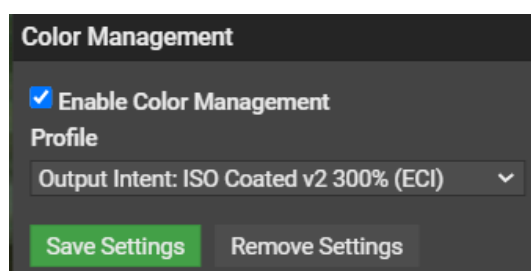 Color Management
Enable Color Management
Profile
Output Intent: ISO Coated v2 300% (ECI)
Save Settings Remove Settings